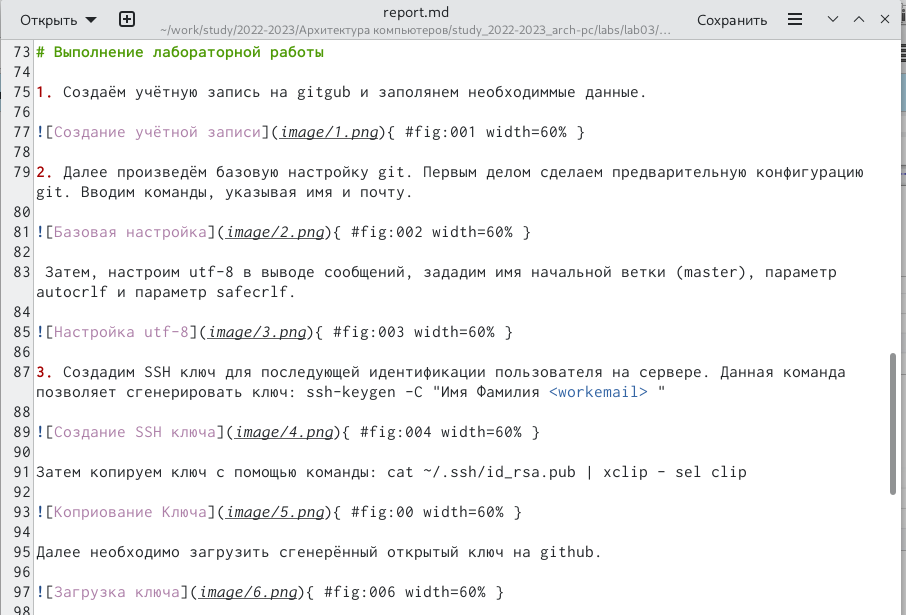 Открыть
report.md
~/work/study/2022-2023/Архитектура компьютеров/study_2022-2023_arch-pc/labs/lab03/…
Сохранить
73 # Выполнение лабораторной работы
74
75 1. Создаём учётную запись на gitgub и заполянем необходиммые данные.
76
77 ![Создание учётной записи](image/1.png){ #fig:001 width=60% }
78
79 2. Далее произведём базовую настройку git. Первым делом сделаем предварительную конфигурацию
git. Вводим команды, указывая имя и почту.
80
81 ![Базовая настройка](image/2.png){ #fig:002 width=60% }
82
83  Затем, настроим utf-8 в выводе сообщений, зададим имя начальной ветки (master), параметр
autocrlf и параметр safecrlf.
84
85 ![Настройка utf-8](image/3.png){ #fig:003 width=60% }
86
87 3. Создадим SSH ключ для последующей идентификации пользователя на сервере. Данная команда
позволяет сгенерировать ключ: ssh-keygen -C "Имя Фамилия <workemail> "
88
89 ![Создание SSH ключа](image/4.png){ #fig:004 width=60% }
90
91 Затем копируем ключ с помощью команды: cat ~/.ssh/id_rsa.pub | xclip - sel clip
92
93 ![Коприование Ключа](image/5.png){ #fig:00 width=60% }
94
95 Далее необходимо загрузить сгенерённый открытый ключ на github.
96
97 ![Загрузка ключа](image/6.png){ #fig:006 width=60% }
98